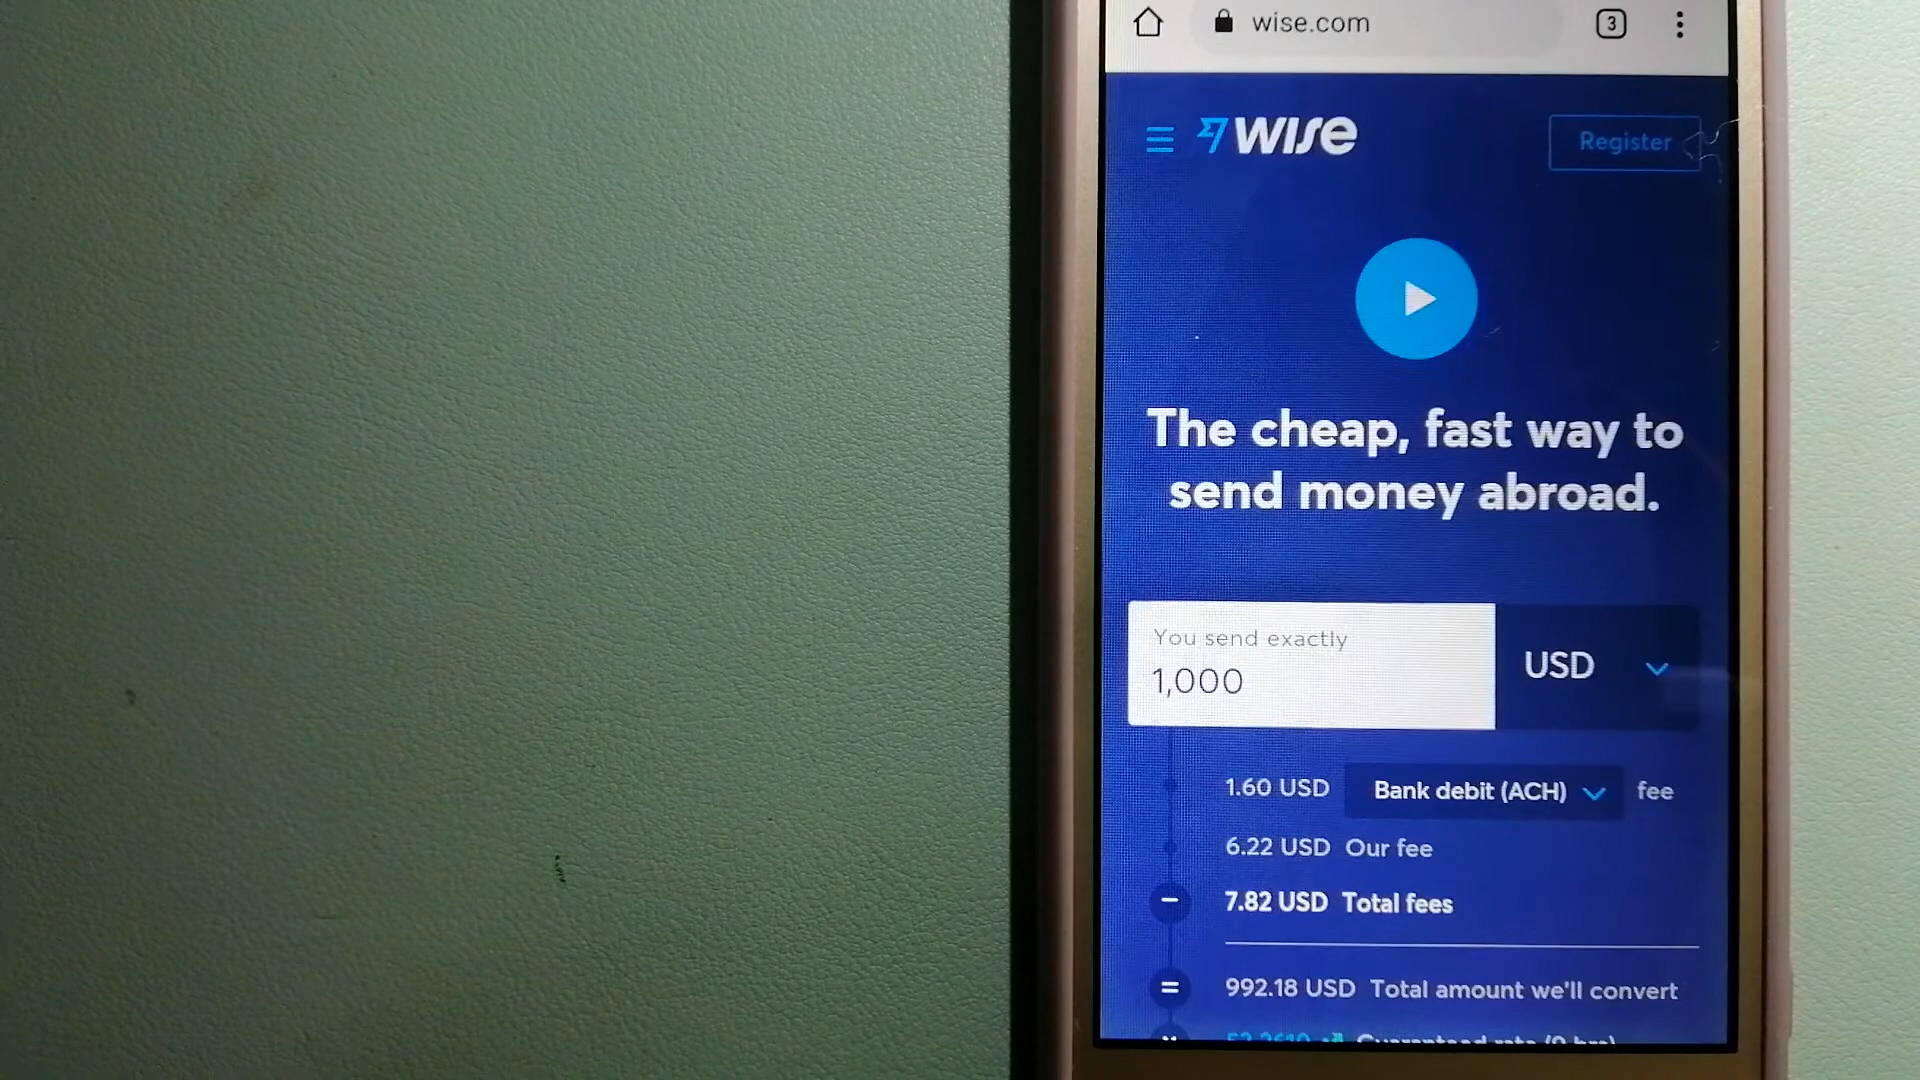 wise.com
3
WISE
Register
The cheap, fast way to
send money abroad.
You send exactly
1,000
USD
1.60 USD Bank debit (ACH) fee
6.22 USD Our fee
7.82 USD Total fees
992.18 USD Total amount we'll convert
Guaranteed rate